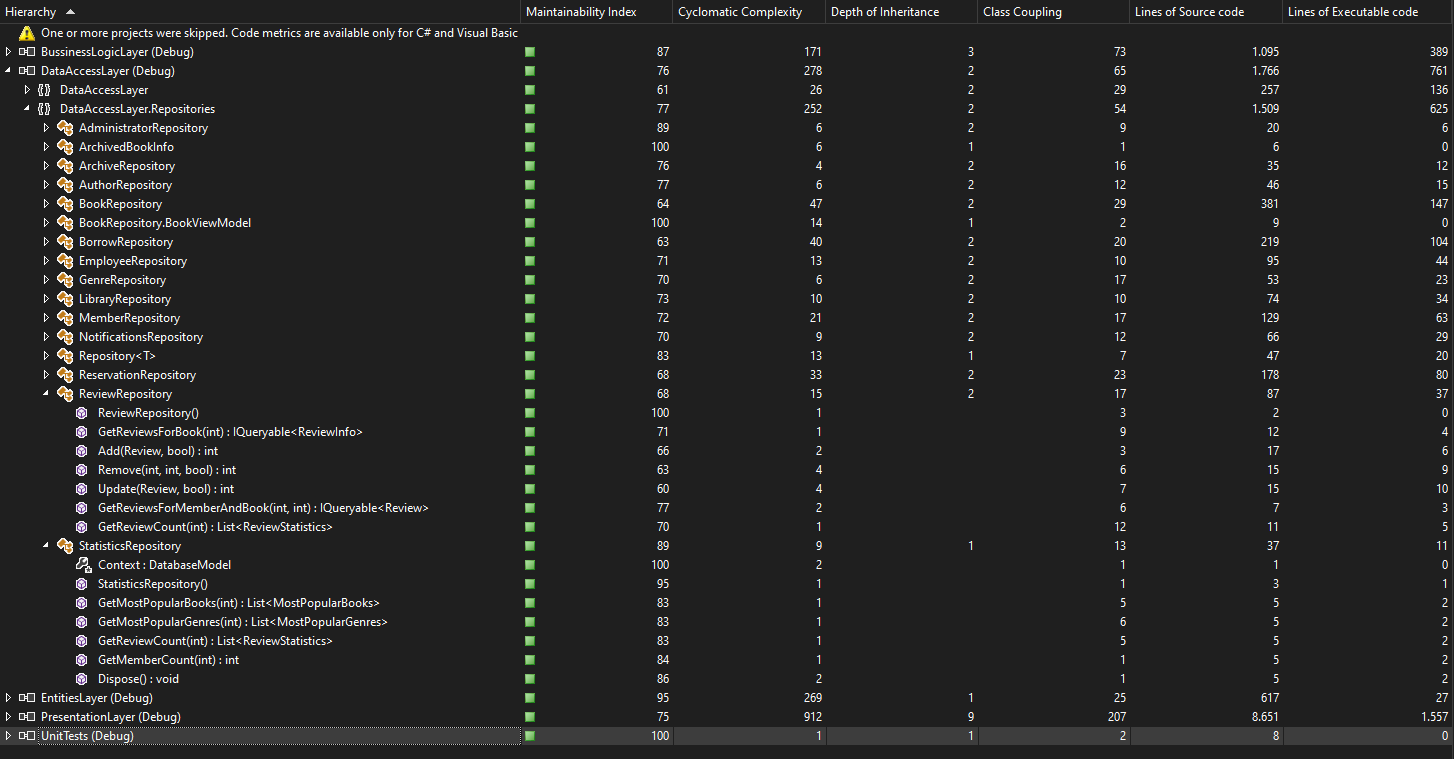 Hierarchy Maintainability Index Cyclomatic Complexity Depth of Inheritance Class Coupling Lines of Source code Lines of Executable code
One or more projects were skipped. Code metrics are available only for C# and Visual Basic
BussinessLogicLayer (Debug) 87 171 3 73 1.095 389
DataAccessLayer (Debug) 76 278 2 65 1.766 761
{} DataAccessLayer 61 26 2 29 257 136
{} DataAccessLayer.Repositories 77 252 2 54 1.509 625
AdministratorRepository 89 6 2 9 20 6
ArchivedBookInfo 100 6 1 1 6 0
ArchiveRepository 76 4 2 16 35 12
AuthorRepository 77 6 2 12 46 15
BookRepository 64 47 2 29 381 147
BookRepository.BookViewModel 100 14 1 2 9 0
BorrowRepository 63 40 2 20 219 104
EmployeeRepository 71 13 2 10 95 44
GenreRepository 70 6 2 17 53 23
LibraryRepository 73 10 2 10 74 34
MemberRepository 72 21 2 17 129 63
NotificationsRepository 70 9 2 12 66 29
Repository<T> 83 13 1 7 47 20
ReservationRepository 68 33 2 23 178 80
ReviewRepository 68 15 2 17 87 37
ReviewRepository() 100 1 3 2 0
GetReviewsForBook(int) : IQueryable<ReviewInfo> 71 1 9 12 4
Add(Review, bool) : int 66 2 3 17 6
Remove(int, int, bool) : int 63 4 6 15 9
Update(Review, bool) : int 60 4 7 15 10
GetReviewsForMemberAndBook(int, int) : IQueryable<Review> 77 2 6 7 3
GetReviewCount(int) : List<ReviewStatistics> 70 1 12 11 5
StatisticsRepository 89 9 1 13 37 11
Context : DatabaseModel 100 2 1 1 0
StatisticsRepository() 95 1 1 3 1
GetMostPopularBooks(int) : List<MostPopularBooks> 83 1 5 5 2
GetMostPopularGenres(int) : List<MostPopularGenres> 83 1 6 5 2
GetReviewCount(int) : List<ReviewStatistics> 83 1 5 5 2
GetMemberCount(int) : int 84 1 1 5 2
Dispose() : void 86 2 1 5 2
EntitiesLayer (Debug) 95 269 1 25 617 27
PresentationLayer (Debug) 75 912 9 207 8.651 1.557
UnitTests (Debug) 100 1 1 2 8 0